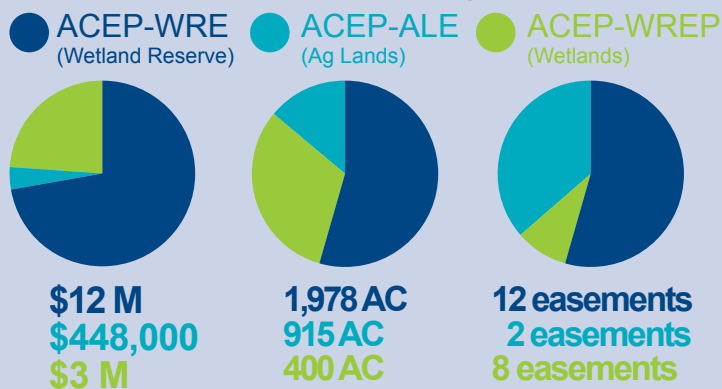 ACEP-WRE
(Wetland Reserve)
ACEP-ALE
(Ag Lands)
ACEP-WREP
(Wetlands)
$12 M
$448,000
$3 M
1,978 AC
915 AC
400 AC
12 easements
2 easements
8 easements